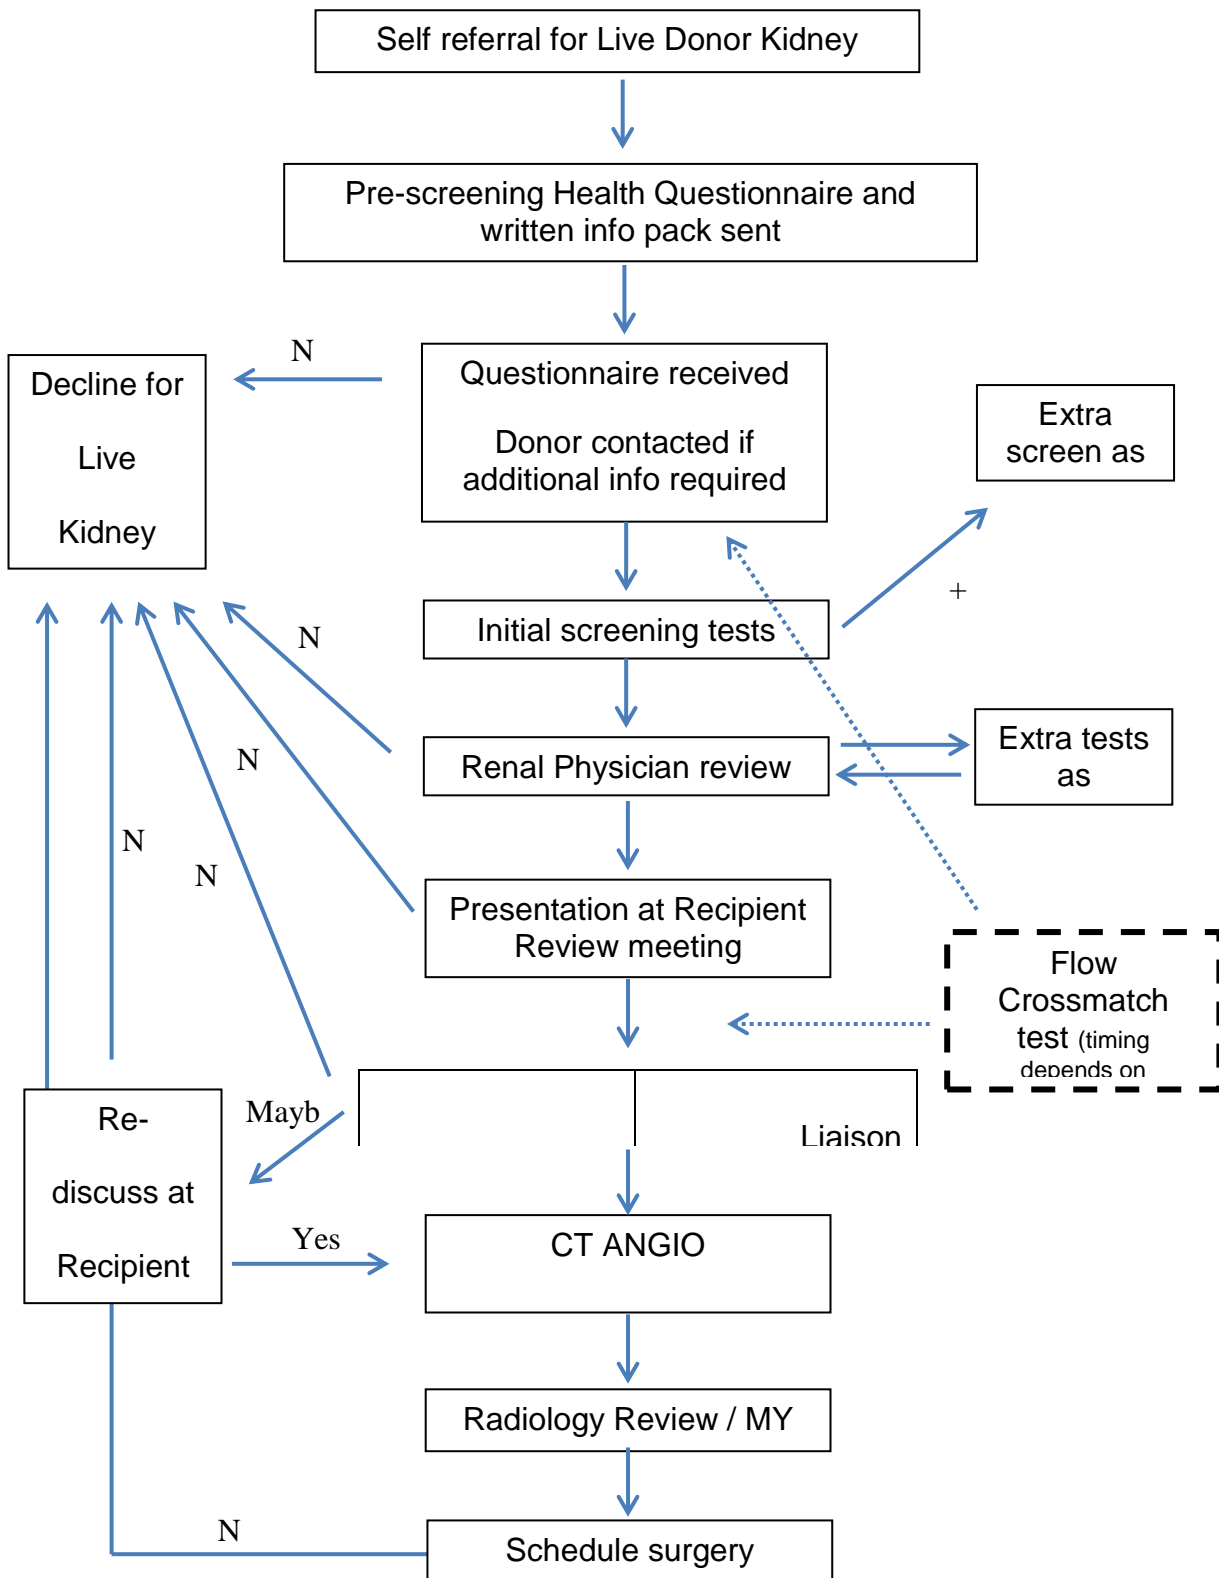 Self referral for Live Donor Kidney
Pre-screening Health Questionnaire and
written info pack sent
N
Questionnaire received
Donor contacted if
additional info required
Decline for
Live
Kidney
Extra
screen as
+
Initial screening tests
N
Renal Physician review
Extra tests
as
N
N
N
Presentation at Recipient
Review meeting
Flow
Crossmatch
test (timing
depends on
Mayb
Liaison
Re-
discuss at
Recipient
Yes
CT ANGIO
Radiology Review / MY
N
Schedule surgery